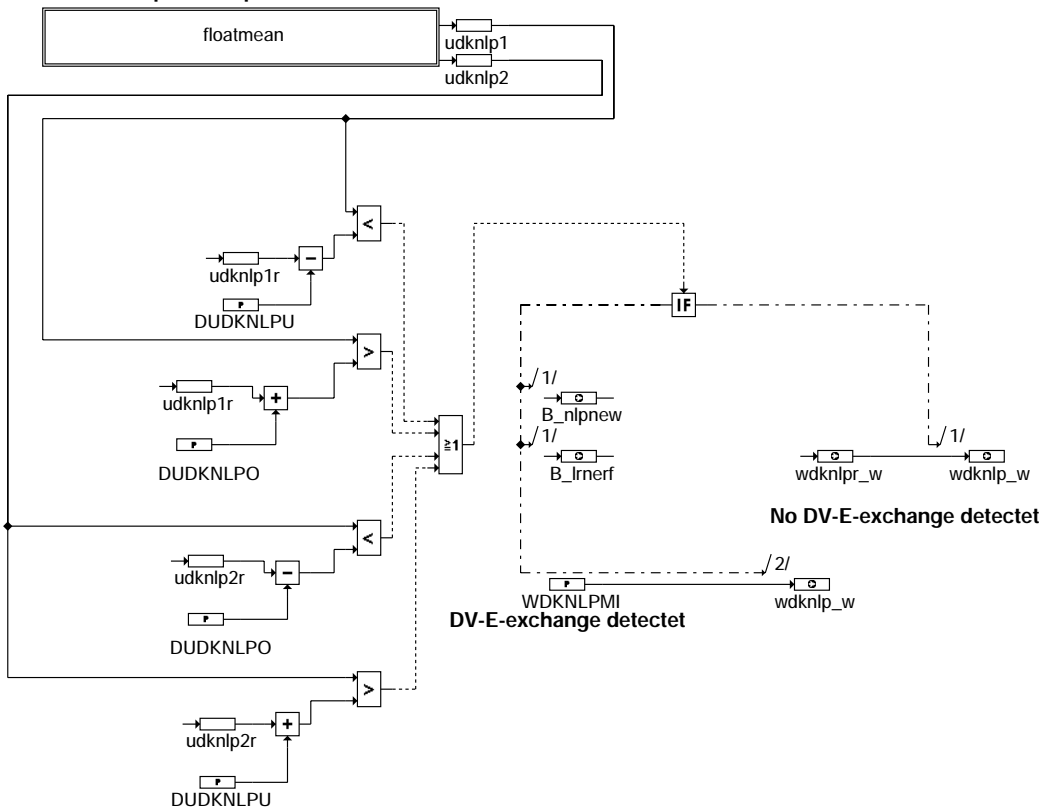 floatmean
udknlp1
udknlp2
<
udknlp1r
−
P
DUDKNLPU
IF
>
udknlp1r
+
P
DUDKNLPO
≥1
/1/
B_nlpnew
/1/
B_lrnerf
/1/
wdknlpr_w
wdknlp_w
No DV-E-exchange detectet
<
udknlp2r
−
P
DUDKNLPO
/2/
P
WDKNLPMI
wdknlp_w
DV-E-exchange detectet
>
udknlp2r
+
P
DUDKNLPU